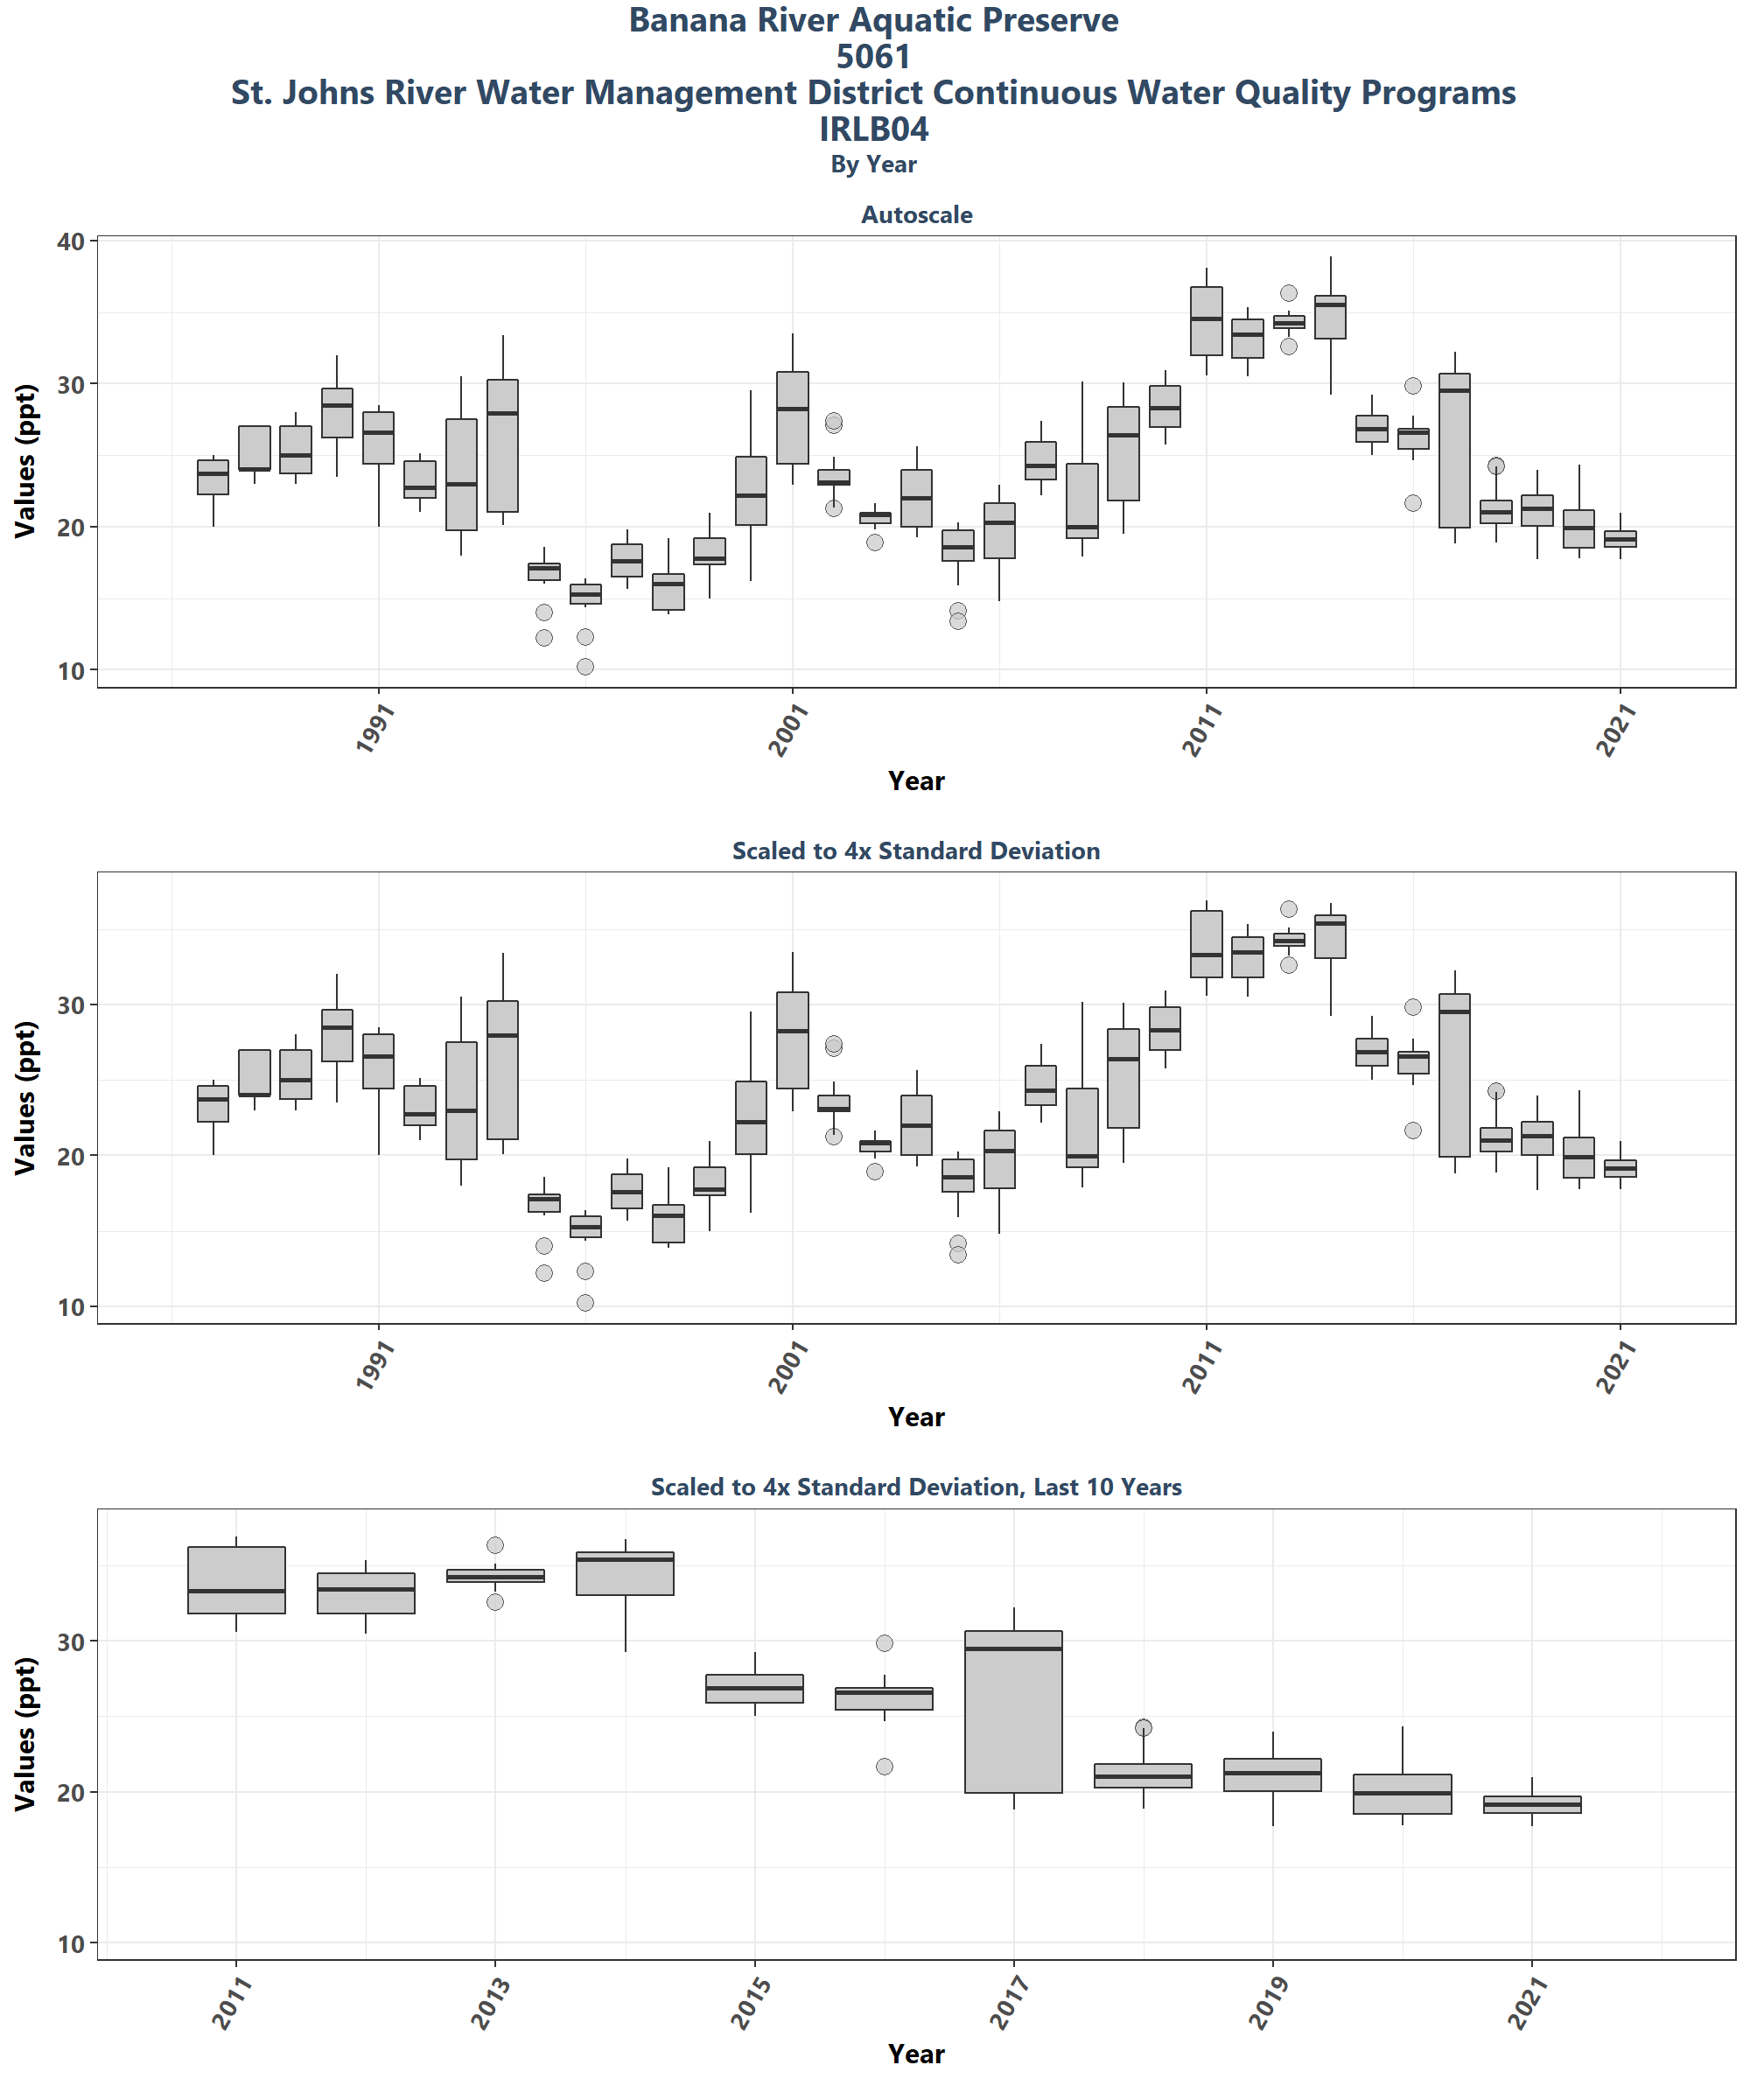 Banana River Aquatic Preserve
5061
St. Johns River Water Management District Continuous Water Quality Programs
IRLB04
By Year
Autoscale
Values (ppt)
40
30
20
10
1991
2001
2011
2021
Year
Scaled to 4x Standard Deviation
Values (ppt)
30
20
10
1991
2001
2011
2021
Year
Scaled to 4x Standard Deviation, Last 10 Years
Values (ppt)
30
20
10
2011
2013
2015
2017
2019
2021
Year